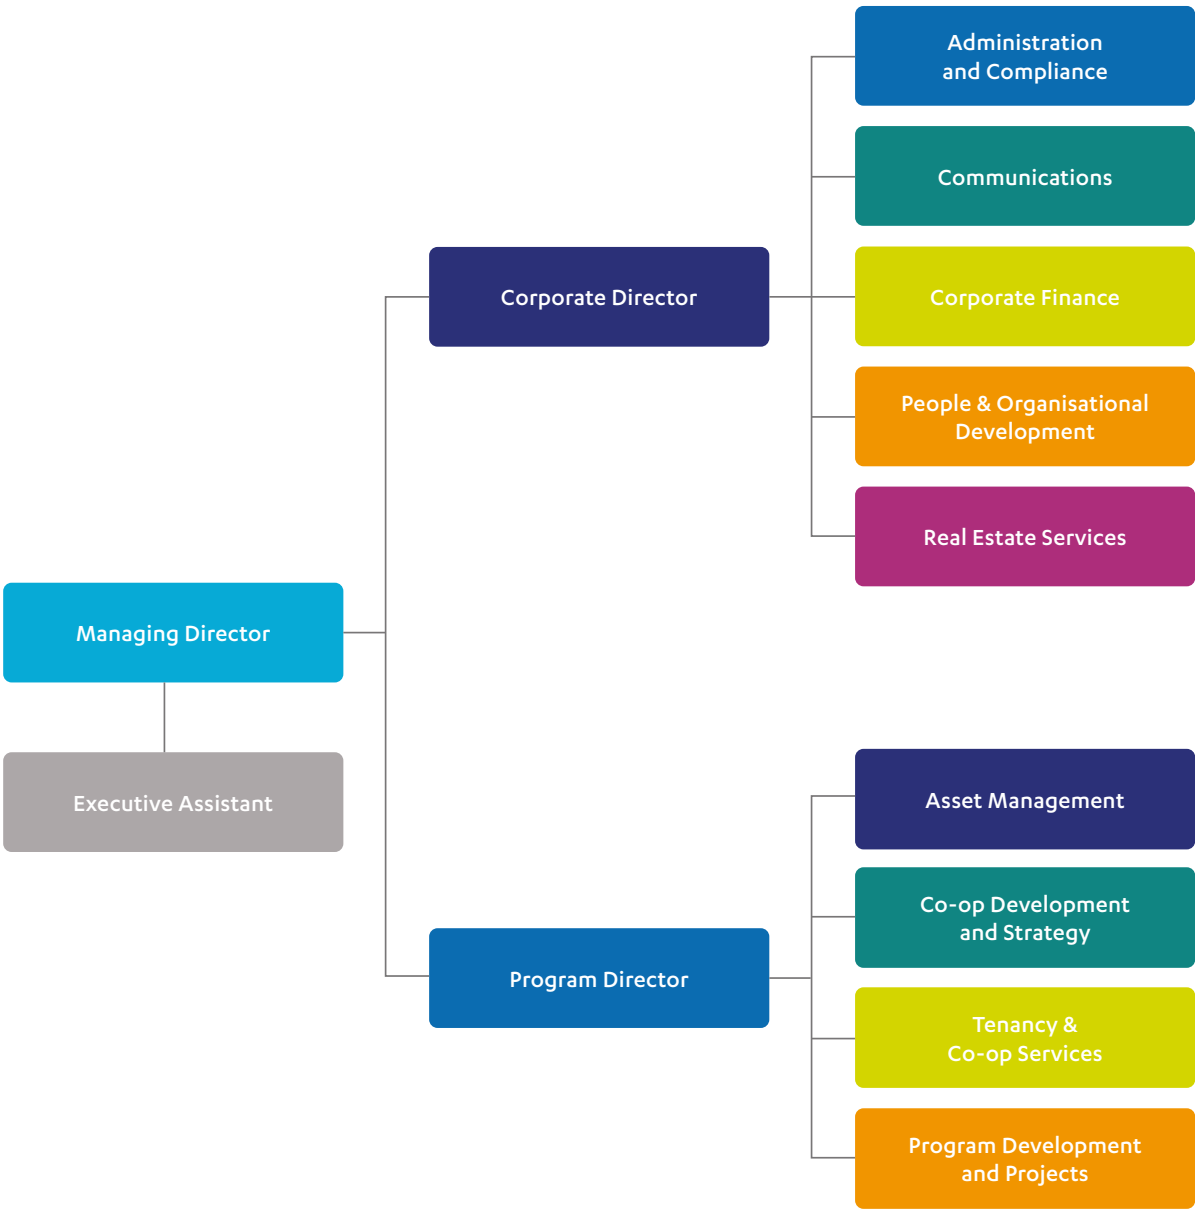 Administration
and Compliance
Communications
Corporate Director
Corporate Finance
People & Organisational
Development
Real Estate Services
Managing Director
Executive Assistant
Asset Management
Co-op Development
and Strategy
Program Director
Tenancy &
Co-op Services
Program Development
and Projects